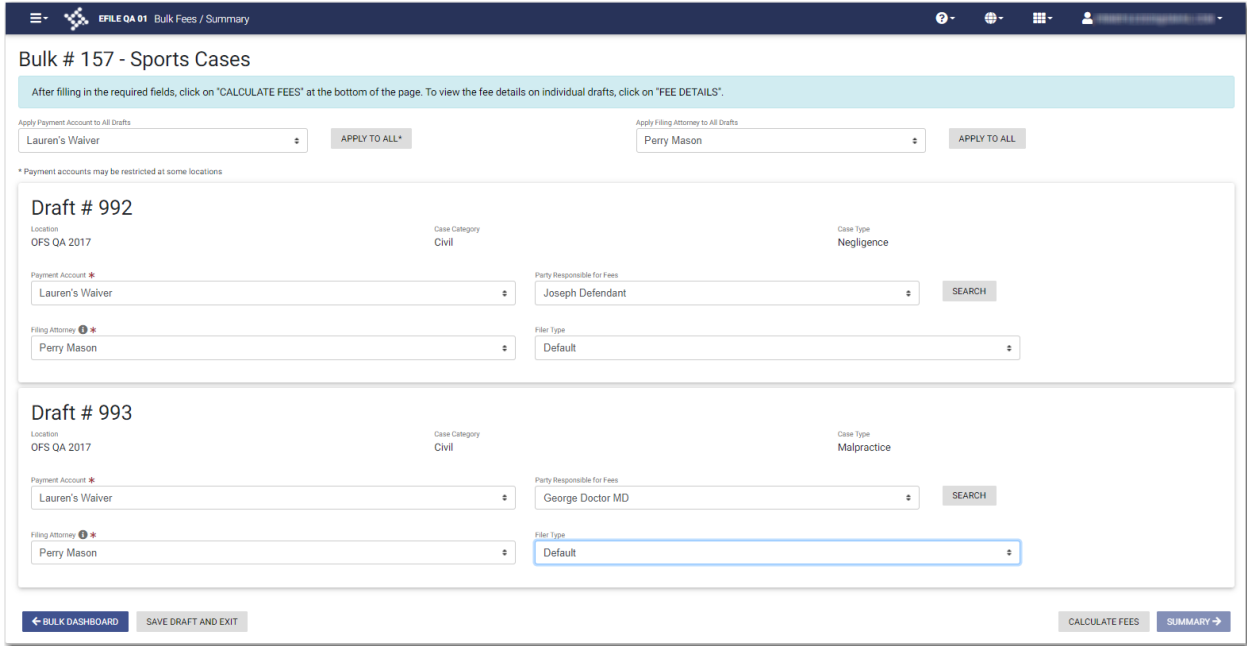 EFILE QA 01 Bulk Fees / Summary
Bulk # 157 - Sports Cases
After filling in the required fields, click on "CALCULATE FEES" at the bottom of the page. To view the fee details on individual drafts, click on "FEE DETAILS".
Apply Payment Account to All Drafts
Lauren's Waiver
APPLY TO ALL*
Apply Filing Attorney to All Drafts
Perry Mason
APPLY TO ALL
* Payment accounts may be restricted at some locations
Draft # 992
Location
OFS QA 2017
Case Category
Civil
Case Type
Negligence
Payment Account *
Lauren's Waiver
Party Responsible for Fees
Joseph Defendant
SEARCH
Filing Attorney *
Perry Mason
Filer Type
Default
Draft # 993
Location
OFS QA 2017
Case Category
Civil
Case Type
Malpractice
Payment Account *
Lauren's Waiver
Party Responsible for Fees
George Doctor MD
SEARCH
Filing Attorney *
Perry Mason
Filer Type
Default
BULK DASHBOARD
SAVE DRAFT AND EXIT
CALCULATE FEES
SUMMARY